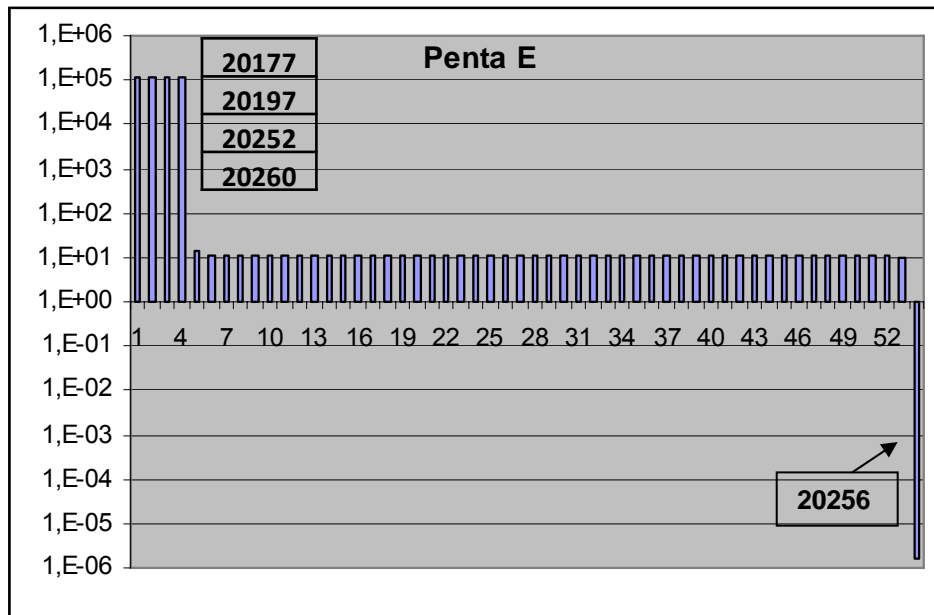 Penta E
1,E+06
1,E+05
1,E+04
1,E+03
1,E+02
1,E+01
1,E+00
1,E-01
1,E-02
1,E-03
1,E-04
1,E-05
1,E-06
20177
20197
20252
20260
1 4 7 10 13 16 19 22 25 28 31 34 37 40 43 46 49 52
20256